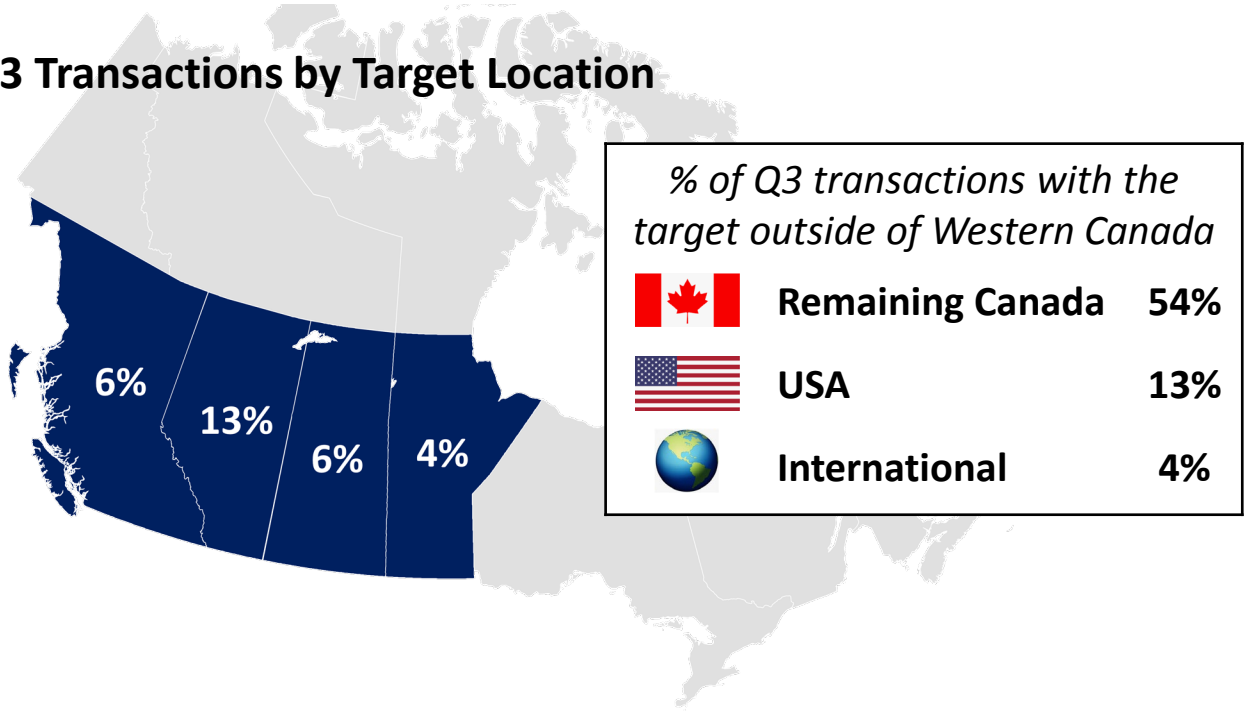 3 Transactions by Target Location
% of Q3 transactions with the
target outside of Western Canada
Remaining Canada 54%
USA 13%
International 4%
6%
13%
6%
4%